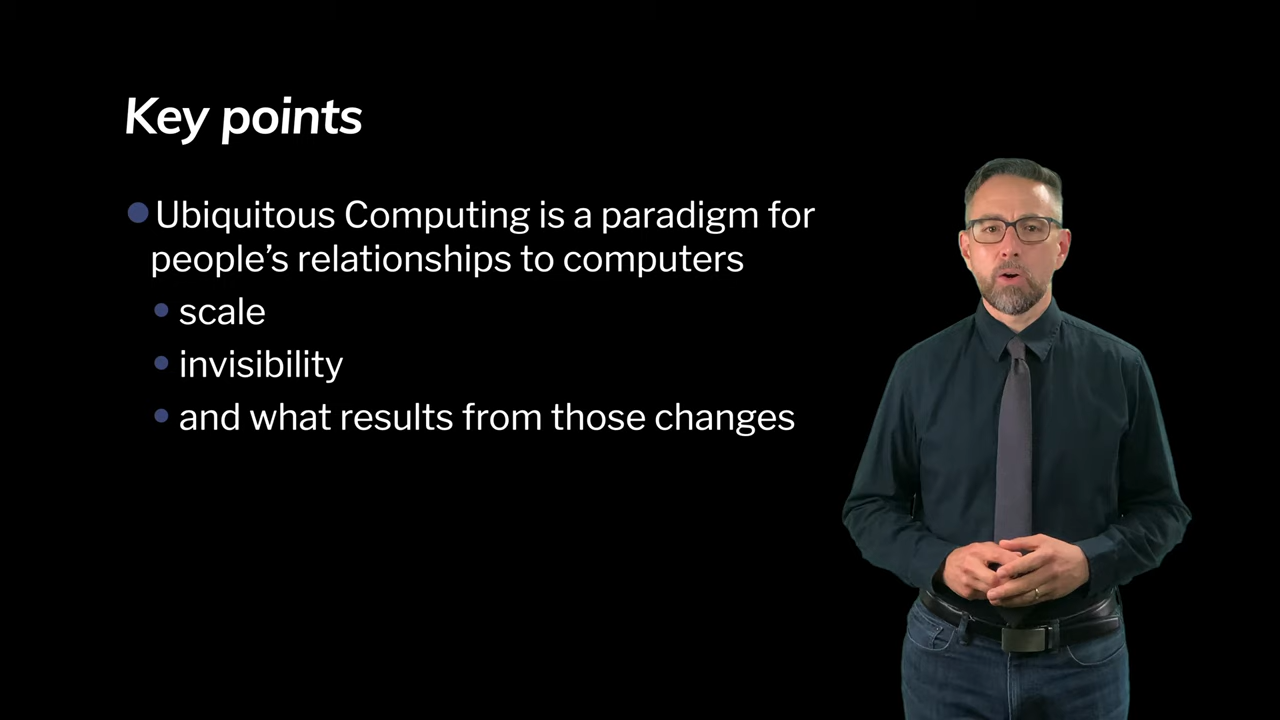 Key points
Ubiquitous Computing is a paradigm for
people's relationships to computers
scale
invisibility
and what results from those changes